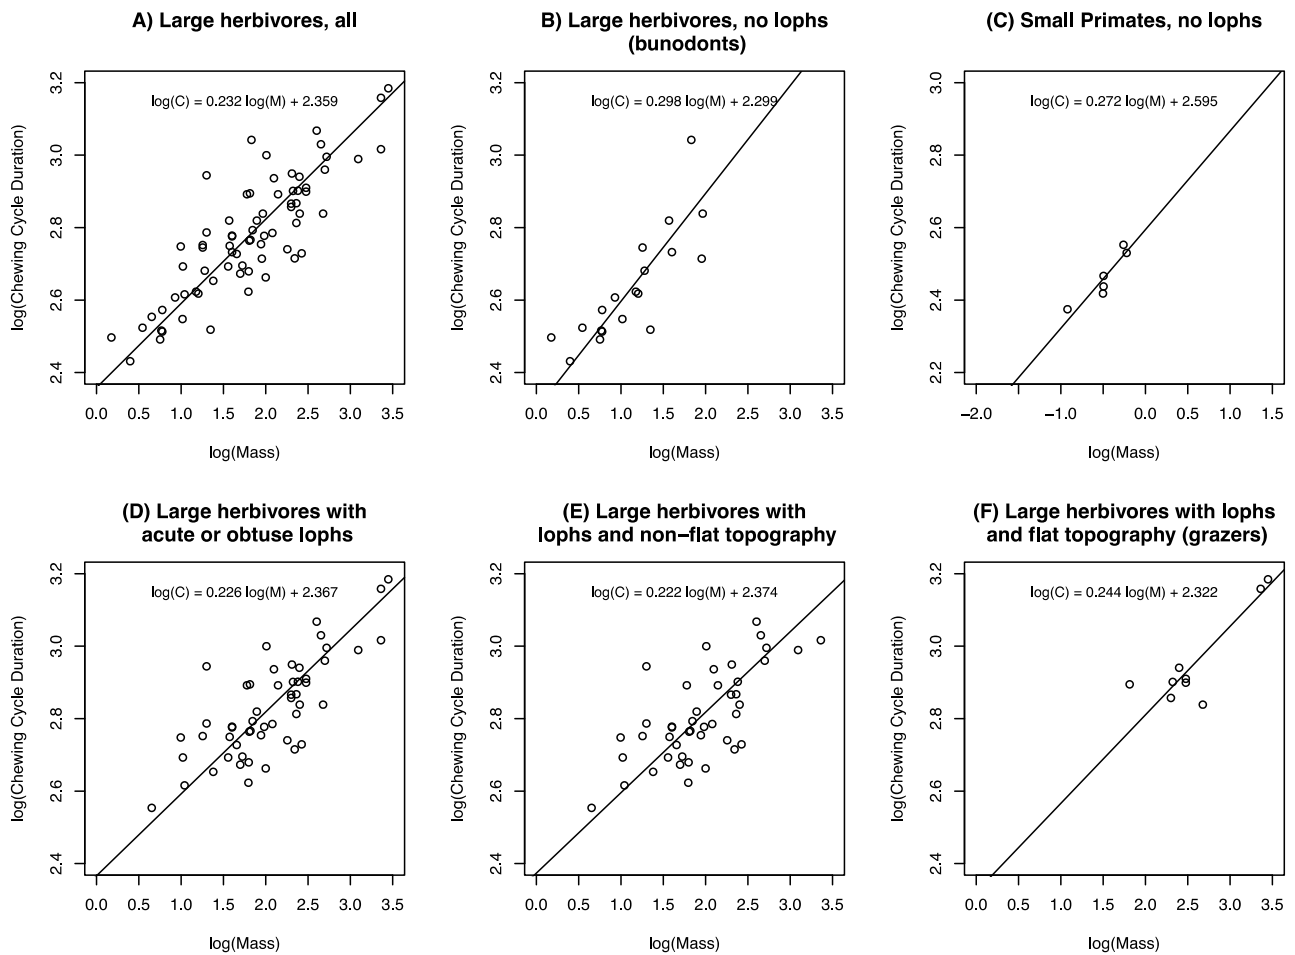 A) Large herbivores, all
log(C) = 0.232 log(M) + 2.359
log(Chewing Cycle Duration)
3.2
3.0
2.8
2.6
2.4
0.0 0.5 1.0 1.5 2.0 2.5 3.0 3.5
log(Mass)
B) Large herbivores, no lophs
(bunodonts)
log(C) = 0.298 log(M) + 2.299
log(Chewing Cycle Duration)
3.2
3.0
2.8
2.6
2.4
0.0 0.5 1.0 1.5 2.0 2.5 3.0 3.5
log(Mass)
(C) Small Primates, no lophs
log(C) = 0.272 log(M) + 2.595
log(Chewing Cycle Duration)
3.0
2.8
2.6
2.4
2.2
−2.0 −1.0 0.0 0.5 1.0 1.5
log(Mass)
(D) Large herbivores with
acute or obtuse lophs
log(C) = 0.226 log(M) + 2.367
log(Chewing Cycle Duration)
3.2
3.0
2.8
2.6
2.4
0.0 0.5 1.0 1.5 2.0 2.5 3.0 3.5
log(Mass)
(E) Large herbivores with
lophs and non−flat topography
log(C) = 0.222 log(M) + 2.374
log(Chewing Cycle Duration)
3.2
3.0
2.8
2.6
2.4
0.0 0.5 1.0 1.5 2.0 2.5 3.0 3.5
log(Mass)
(F) Large herbivores with lophs
and flat topography (grazers)
log(C) = 0.244 log(M) + 2.322
log(Chewing Cycle Duration)
3.2
3.0
2.8
2.6
2.4
0.0 0.5 1.0 1.5 2.0 2.5 3.0 3.5
log(Mass)